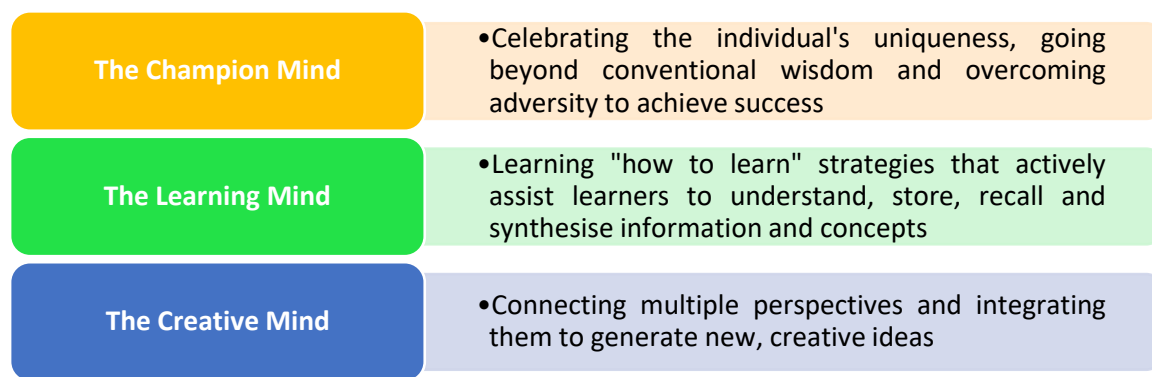 The Champion Mind
•Celebrating the individual's uniqueness, going
beyond conventional wisdom and overcoming
adversity to achieve success
The Learning Mind
•Learning "how to learn" strategies that actively
assist learners to understand, store, recall and
synthesise information and concepts
The Creative Mind
•Connecting multiple perspectives and integrating
them to generate new, creative ideas